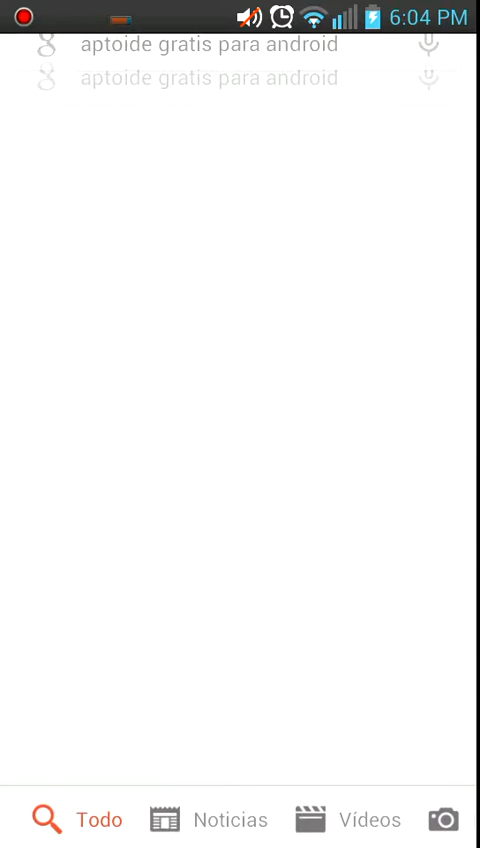 6:04 PM
aptoide gratis para android
aptoide gratis para android
Todo Noticias Vídeos